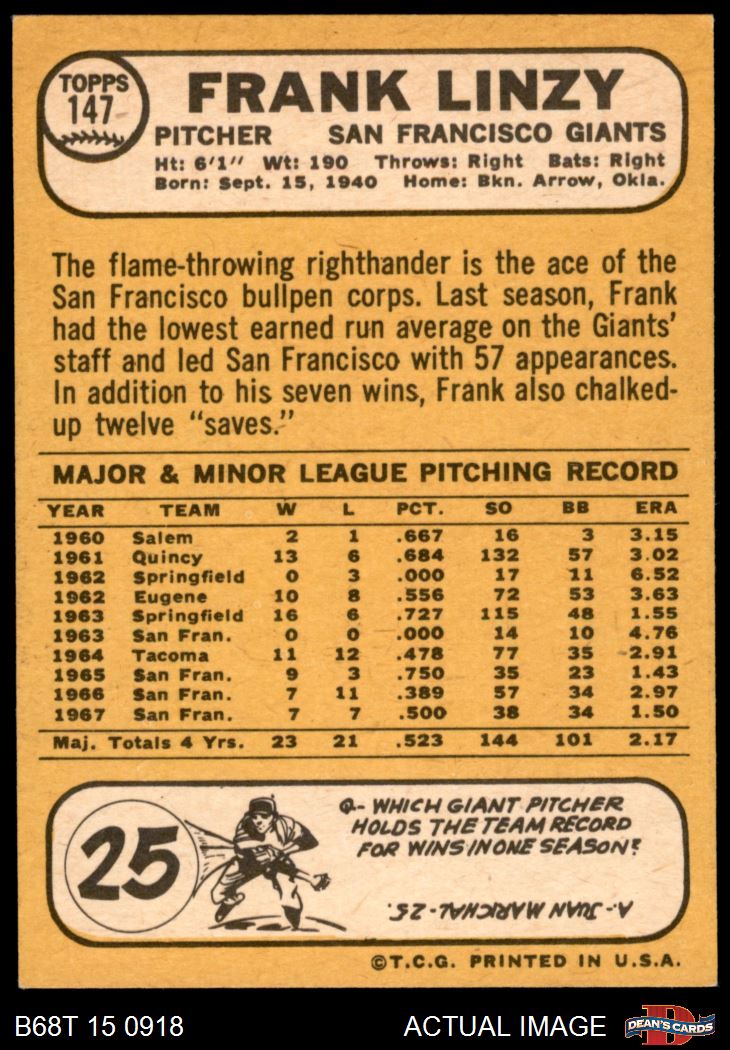 TOPPS
147
FRANK LINZY
PITCHER SAN FRANCISCO GIANTS
Ht: 6'1" Wt: 190 Throws: Right Bats: Right
Born: Sept. 15, 1940 Home: Bkn. Arrow, Okla.
The flame-throwing righthander is the ace of the
San Francisco bullpen corps. Last season, Frank
had the lowest earned run average on the Giants'
staff and led San Francisco with 57 appearances.
In addition to his seven wins, Frank also chalked-
up twelve "saves."
MAJOR & MINOR LEAGUE PITCHING RECORD
YEAR TEAM W L PCT. SO BB ERA
1960 Salem 2 1 .667 16 3 3.15
1961 Quincy 13 6 .684 132 57 3.02
1962 Springfield 0 3 .000 17 11 6.52
1962 Eugene 10 8 .556 72 53 3.63
1963 Springfield 16 6 .727 115 48 1.55
1963 San Fran. 0 0 .000 14 10 4.76
1964 Tacoma 11 12 .478 77 35 2.91
1965 San Fran. 9 3 .750 35 23 1.43
1966 San Fran. 7 11 .389 57 34 2.97
1967 San Fran. 7 7 .500 38 34 1.50
Maj. Totals 4 Yrs. 23 21 .523 144 101 2.17
25
Q- WHICH GIANT PITCHER
HOLDS THE TEAM RECORD
FOR WINS IN ONE SEASON?
A- JUAN MARICHAL - 25.
©T.C.G. PRINTED IN U.S.A.
B68T 15 0918 ACTUAL IMAGE
D
DEAN'S CARDS